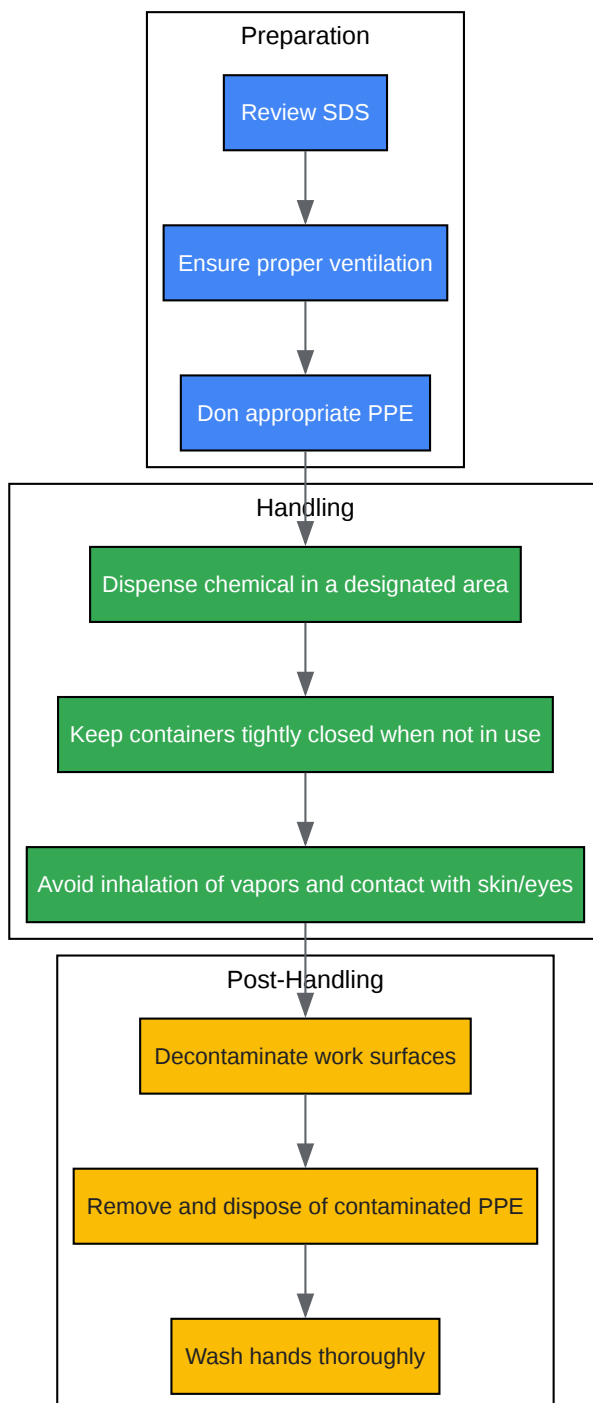 Preparation
Review SDS
Ensure proper ventilation
Don appropriate PPE
Handling
Dispense chemical in a designated area
Keep containers tightly closed when not in use
Avoid inhalation of vapors and contact with skin/eyes
Post-Handling
Decontaminate work surfaces
Remove and dispose of contaminated PPE
Wash hands thoroughly